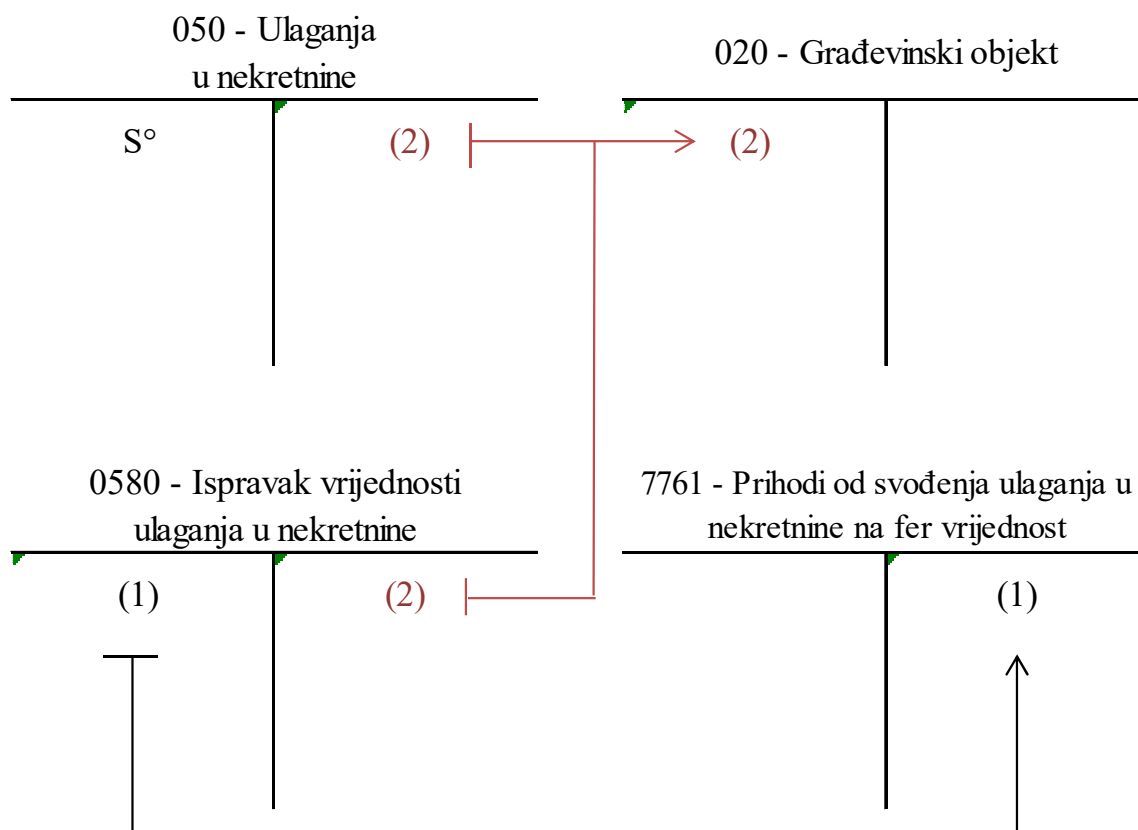 050 - Ulaganja
u nekretnine
020 - Građevinski objekt
S°
(2)
(2)
0580 - Ispravak vrijednosti
ulaganja u nekretnine
7761 - Prihodi od svođenja ulaganja u
nekretnine na fer vrijednost
(1)
(2)
(1)